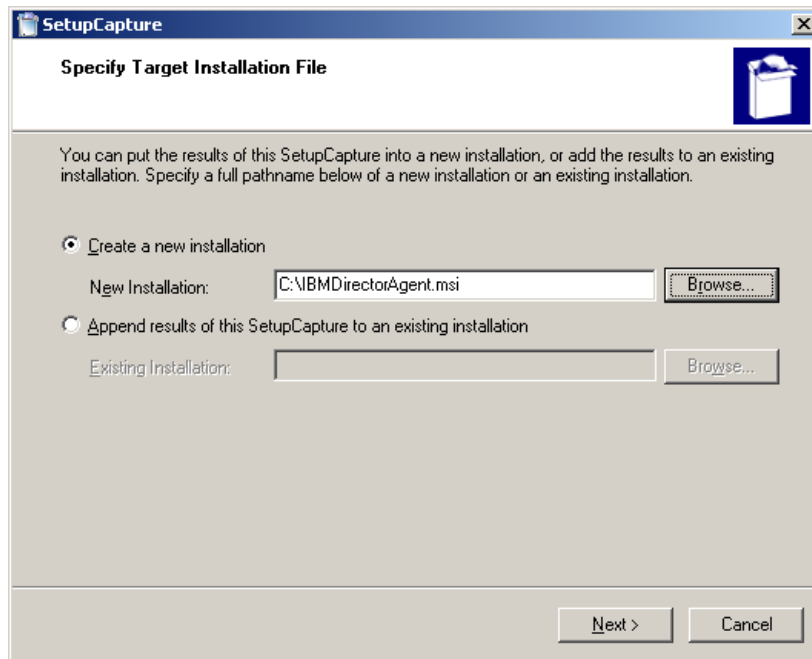 SetupCapture
Specify Target Installation File
You can put the results of this SetupCapture into a new installation, or add the results to an existing
installation. Specify a full pathname below of a new installation or an existing installation.
Create a new installation
New Installation: C:\IBMDirectorAgent.msi Browse...
Append results of this SetupCapture to an existing installation
Existing Installation: Browse...
Next > Cancel